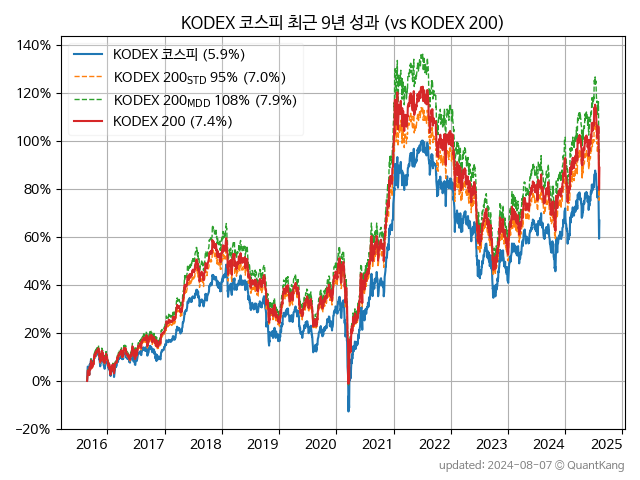 KODEX 코스피 최근 9년 성과 (vs KODEX 200)
140%
120%
100%
80%
60%
40%
20%
0%
−20%
KODEX 코스피 (5.9%)
KODEX 200STD 95% (7.0%)
KODEX 200MDD 108% (7.9%)
KODEX 200 (7.4%)
2016 2017 2018 2019 2020 2021 2022 2023 2024 2025
updated: 2024-08-07 © QuantKang